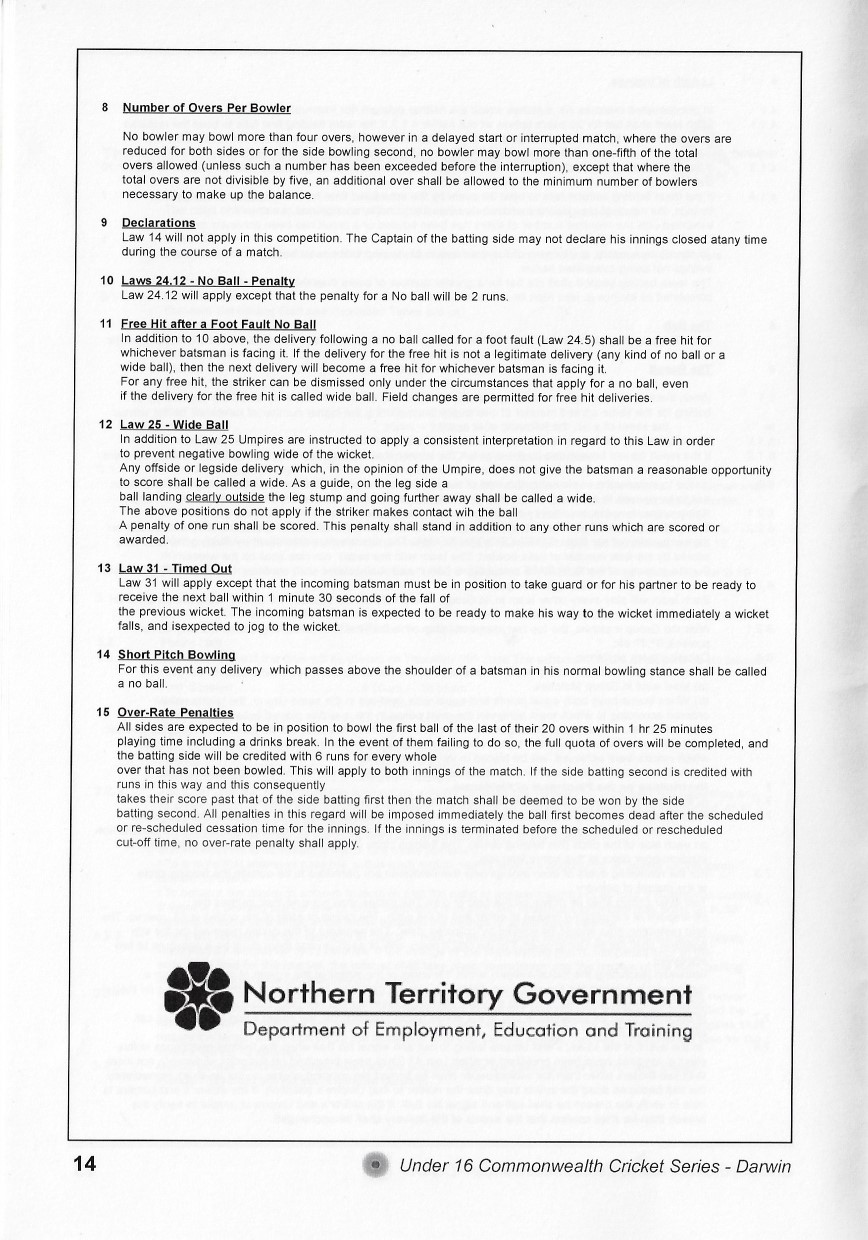 8 Number of Overs Per Bowler
No bowler may bowl more than four overs, however in a delayed start or interrupted match, where the overs are
reduced for both sides or for the side bowling second, no bowler may bowl more than one-fifth of the total
overs allowed (unless such a number has been exceeded before the interruption), except that where the
total overs are not divisible by five, an additional over shall be allowed to the minimum number of bowlers
necessary to make up the balance.
9 Declarations
Law 14 will not apply in this competition. The Captain of the batting side may not declare his innings closed atany time
during the course of a match.
10 Laws 24.12 - No Ball - Penalty
Law 24.12 will apply except that the penalty for a No ball will be 2 runs.
11 Free Hit after a Foot Fault No Ball
In addition to 10 above, the delivery following a no ball called for a foot fault (Law 24.5) shall be a free hit for
whichever batsman is facing it. If the delivery for the free hit is not a legitimate delivery (any kind of no ball or a
wide ball), then the next delivery will become a free hit for whichever batsman is facing it.
For any free hit, the striker can be dismissed only under the circumstances that apply for a no ball, even
if the delivery for the free hit is called wide ball. Field changes are permitted for free hit deliveries.
12 Law 25 - Wide Ball
In addition to Law 25 Umpires are instructed to apply a consistent interpretation in regard to this Law in order
to prevent negative bowling wide of the wicket.
Any offside or legside delivery which, in the opinion of the Umpire, does not give the batsman a reasonable opportunity
to score shall be called a wide. As a guide, on the leg side a
ball landing clearly outside the leg stump and going further away shall be called a wide.
The above positions do not apply if the striker makes contact wih the ball
A penalty of one run shall be scored. This penalty shall stand in addition to any other runs which are scored or
awarded.
13 Law 31 - Timed Out
Law 31 will apply except that the incoming batsman must be in position to take guard or for his partner to be ready to
receive the next ball within 1 minute 30 seconds of the fall of
the previous wicket. The incoming batsman is expected to be ready to make his way to the wicket immediately a wicket
falls, and isexpected to jog to the wicket.
14 Short Pitch Bowling
For this event any delivery which passes above the shoulder of a batsman in his normal bowling stance shall be called
a no ball.
15 Over-Rate Penalties
All sides are expected to be in position to bowl the first ball of the last of their 20 overs within 1 hr 25 minutes
playing time including a drinks break. In the event of them failing to do so, the full quota of overs will be completed, and
the batting side will be credited with 6 runs for every whole
over that has not been bowled. This will apply to both innings of the match. If the side batting second is credited with
runs in this way and this consequently
takes their score past that of the side batting first then the match shall be deemed to be won by the side
batting second. All penalties in this regard will be imposed immediately the ball first becomes dead after the scheduled
or re-scheduled cessation time for the innings. If the innings is terminated before the scheduled or rescheduled
cut-off time, no over-rate penalty shall apply.
Northern Territory Government
Department of Employment, Education and Training
14 Under 16 Commonwealth Cricket Series - Darwin